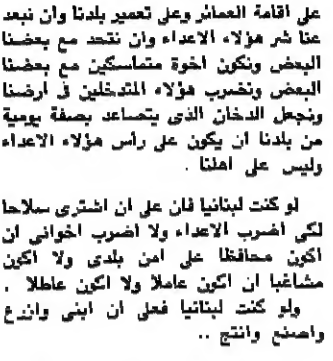 على اقامة العمائر وعلى تعمير بلدنا وان نبعد
عنا شر هؤلاء الاعداء وان نتحد مع بعضنا
البعض ونكون اخوة متماسكين مع بعضنا
البعض ونضرب هؤلاء المتدخلين في ارضنا
ونجعل الدخان الذى يتصاعد بصفة يومية
من بلدنا ان يكون على رأس هؤلاء الاعداء
وليس على اهلنا .
لو كنت لبنانيا فان على ان اشترى سلاحا
لكى اضرب الاعداء ولا اضرب اخوانى ان
اكون محافظا على امن بلدى ولا اكون
مشاغبا ان اكون عاملا ولا اكون عاطلا .
ولو كنت لبنانيا فعلى ان ابنى وازرع
واصنع وانتج ..